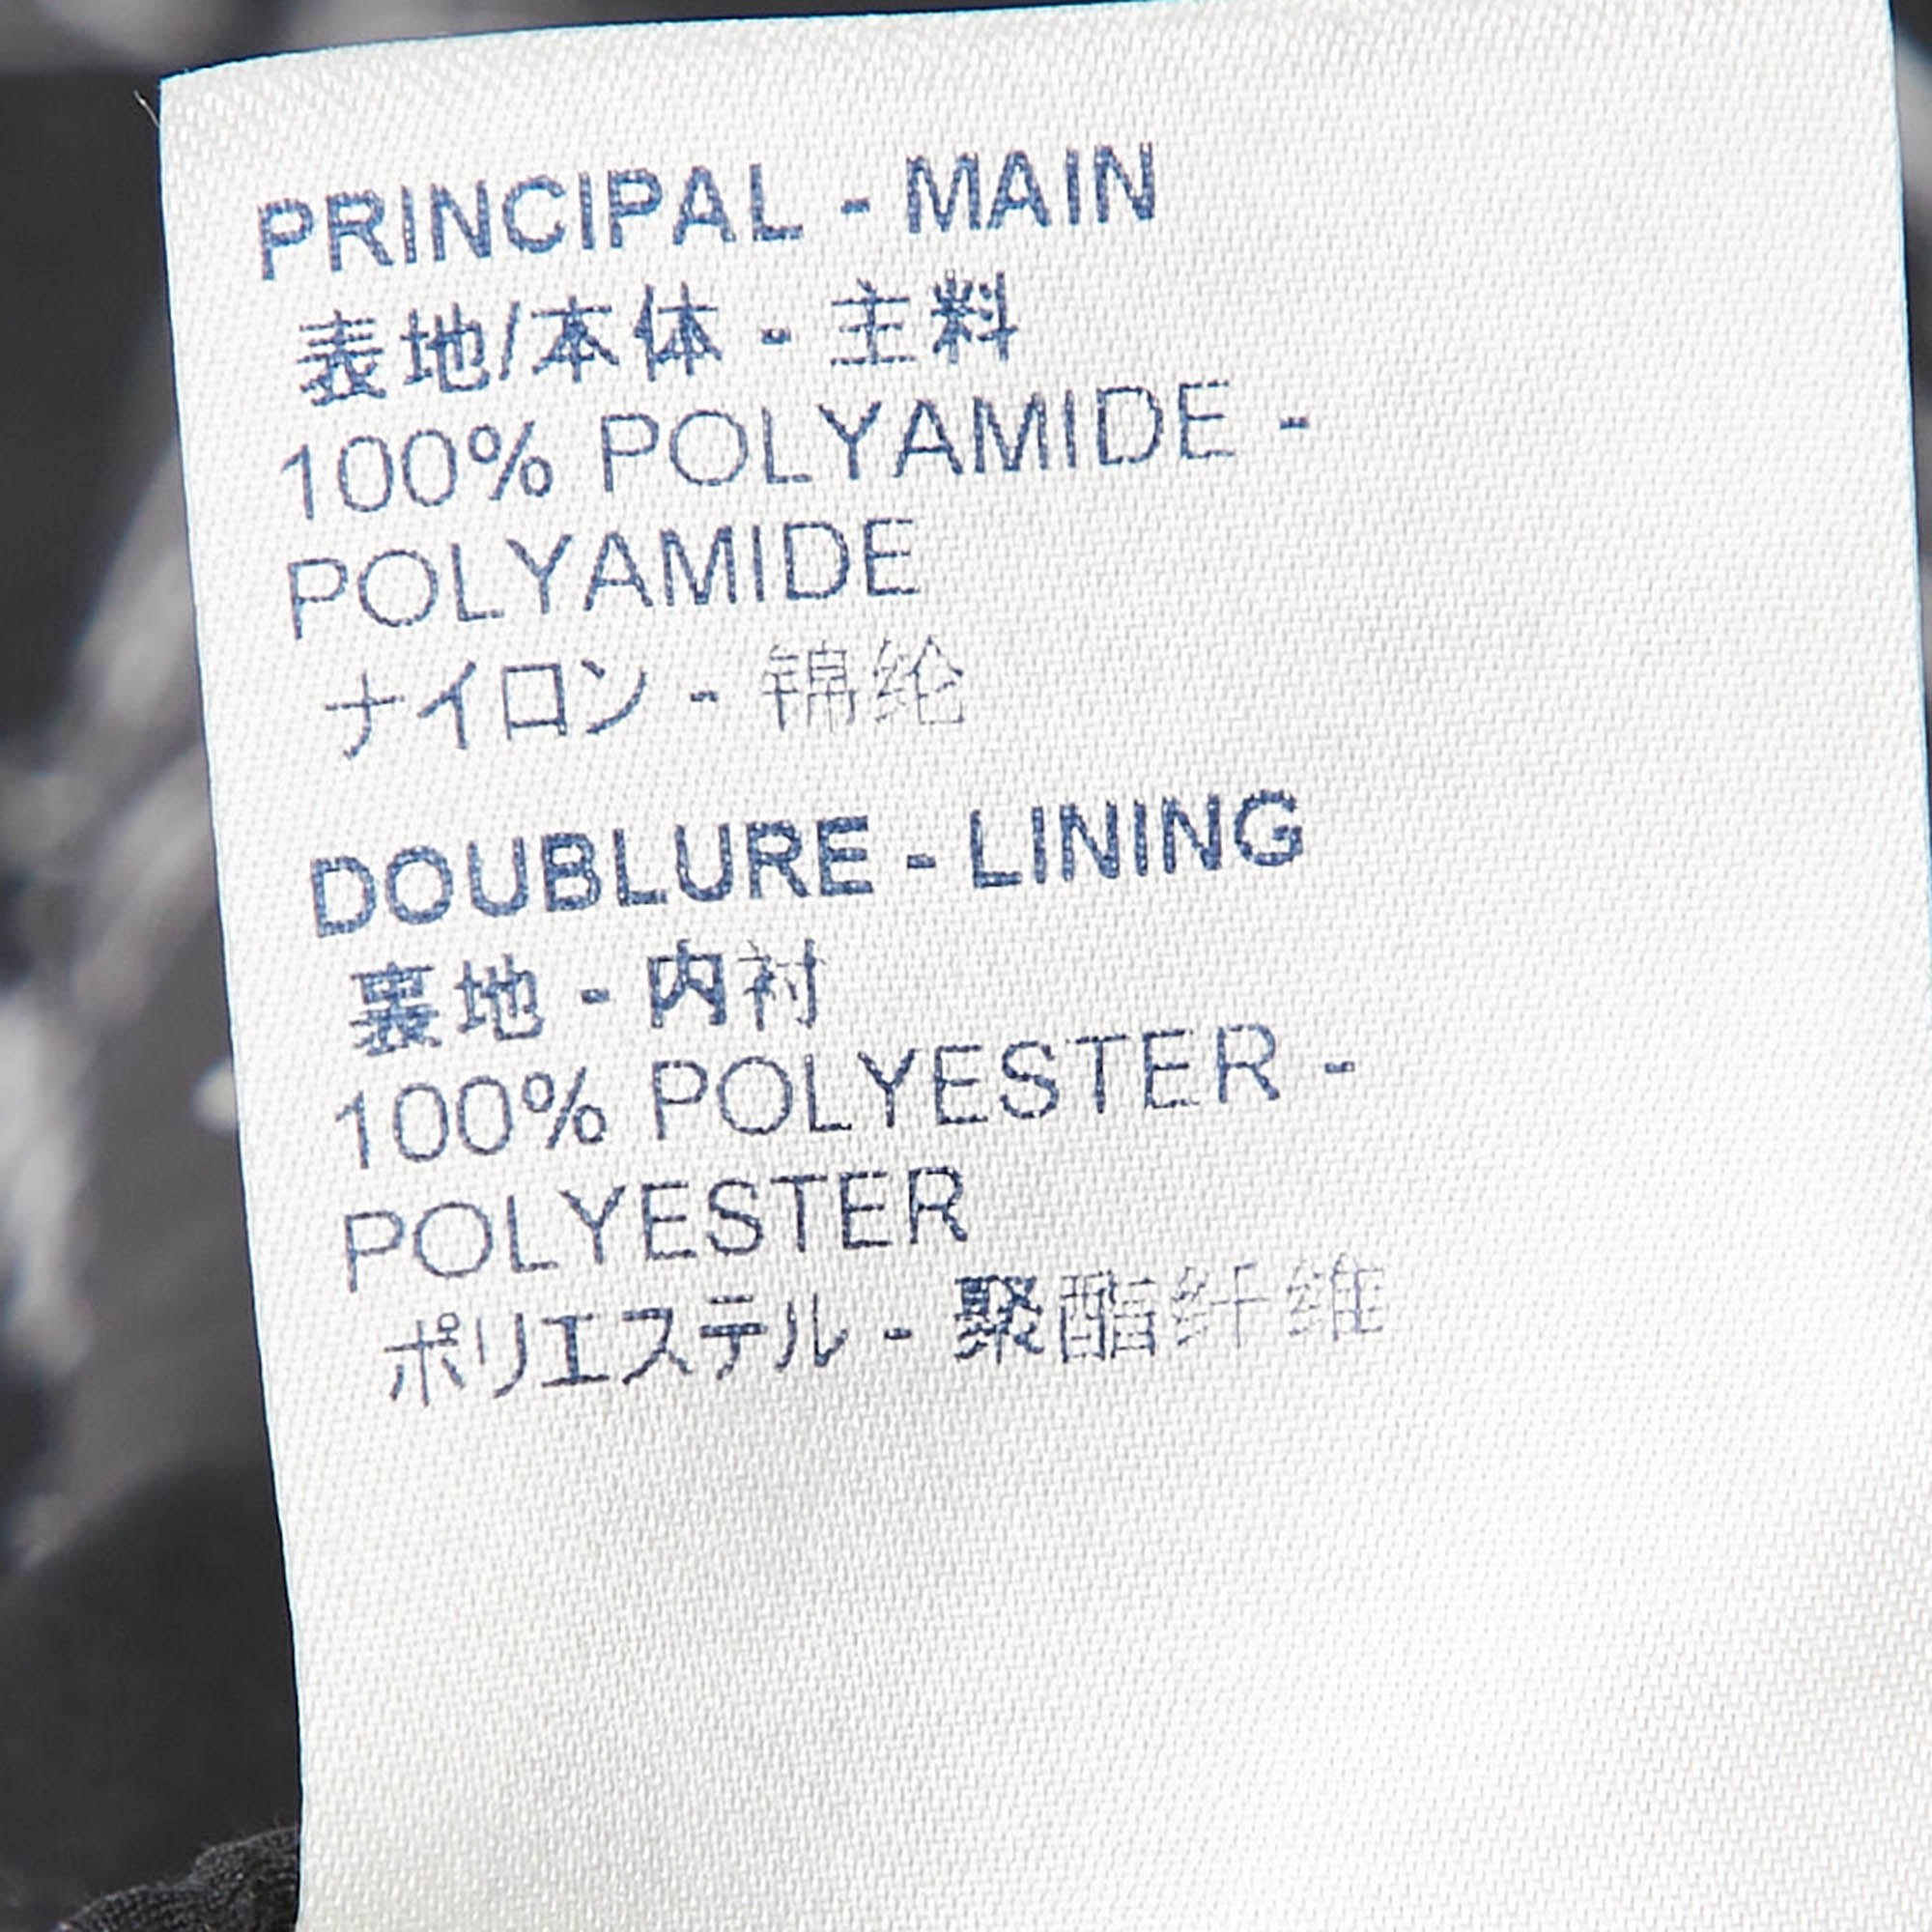 PRINCIPAL - MAIN
表地/本体 - 主料
100% POLYAMIDE -
POLYAMIDE
ナイロン - 锦纶
DOUBLURE - LINING
裏地 - 内衬
100% POLYESTER -
POLYESTER
ポリエステル - 聚酯纤维